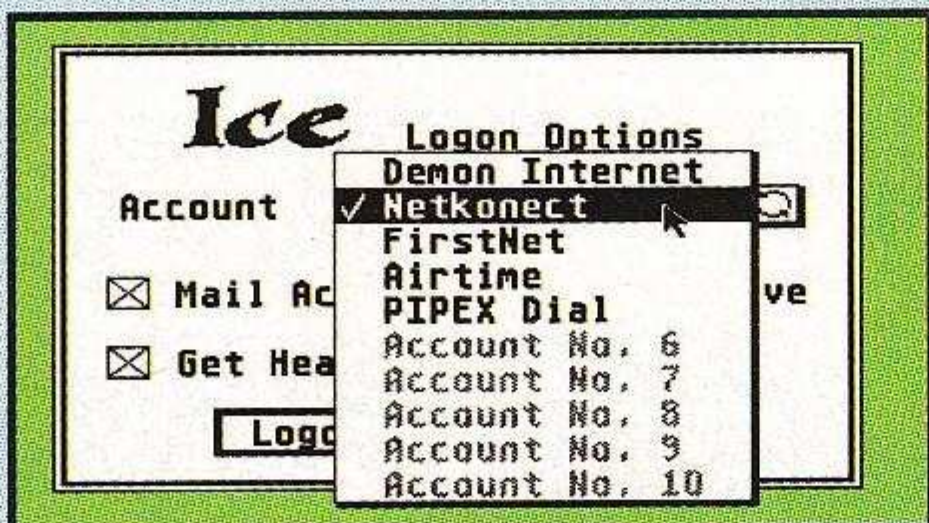 Ice Logon Options
Demon Internet
Account ✓ Netkonect
FirstNet
Airtime
Mail Ac ve
PIPEX Dial
Account No. 6
Get Hea
Account No. 7
Account No. 8
Logo
Account No. 9
Account No. 10